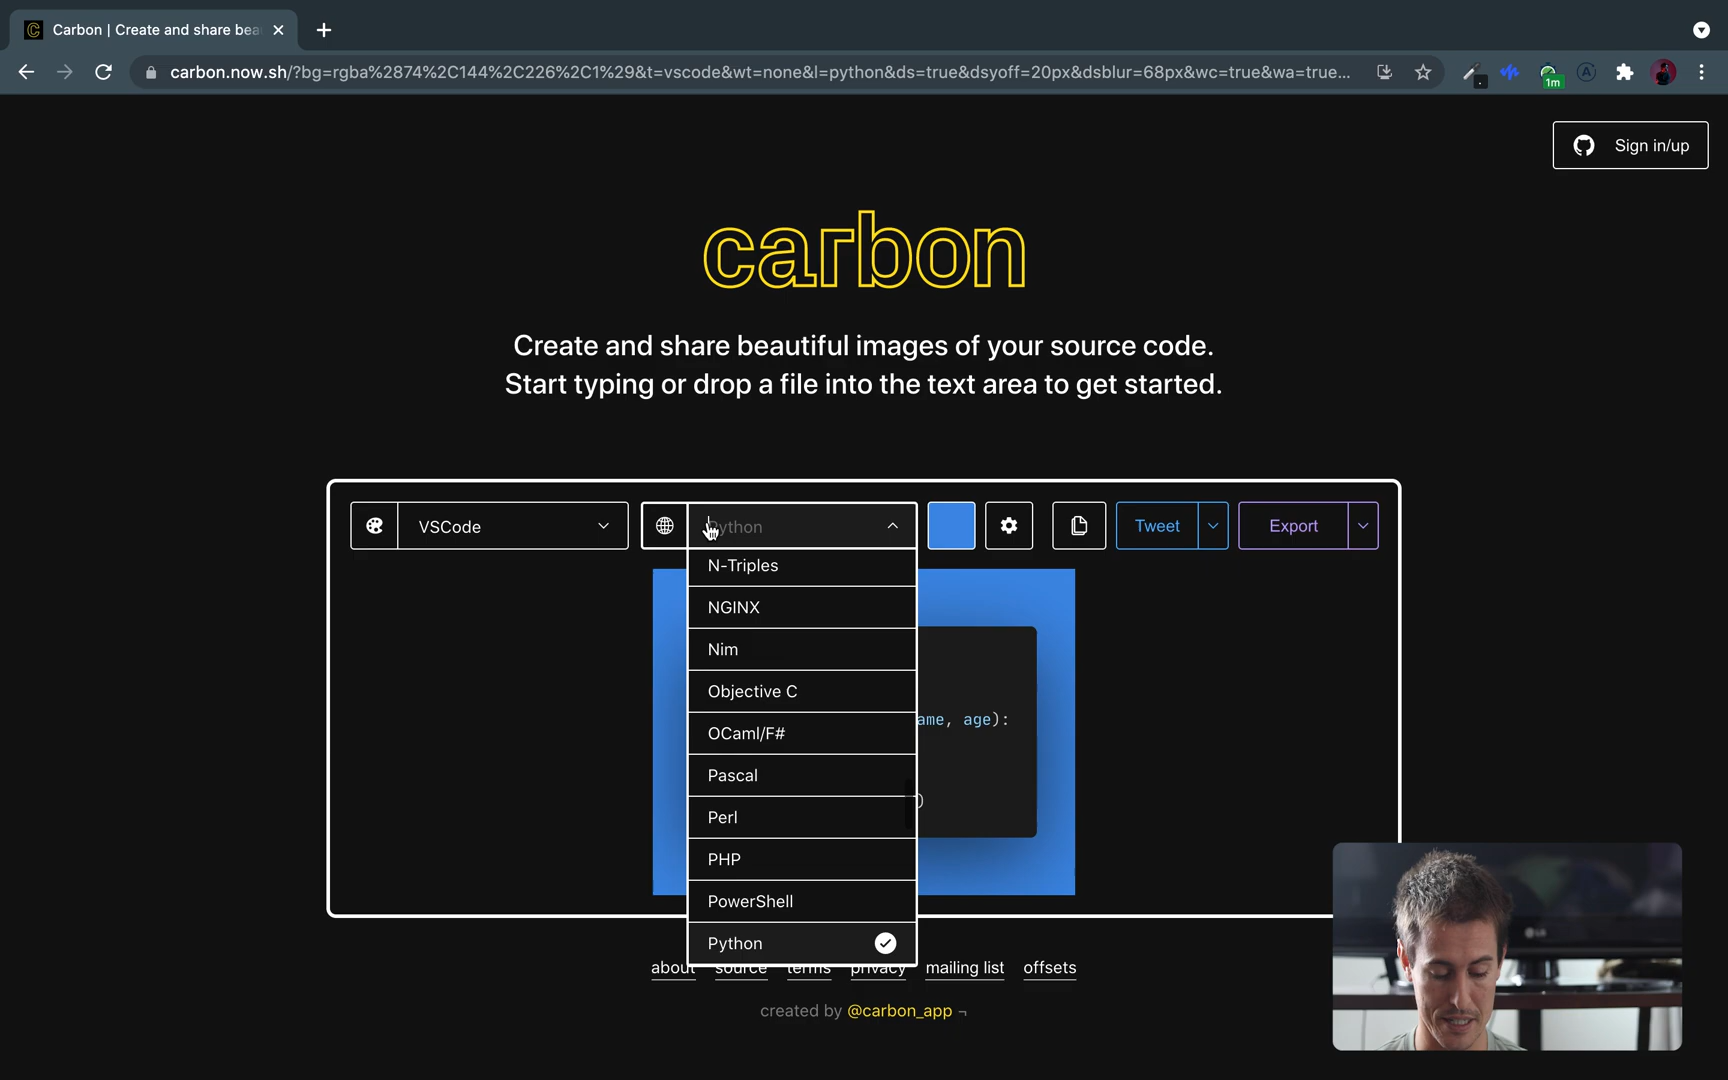 Carbon | Create and share bea
carbon.now.sh/?bg=rgba%2874%2C144%2C226%2C1%29&t=vscode&wt=none&l=python&ds=true&dsyoff=20px&dsblur=68px&wc=true&wa=true...
1m
Sign in/up
carbon
Create and share beautiful images of your source code.
Start typing or drop a file into the text area to get started.
VSCode
Python
Tweet
Export
N-Triples
NGINX
Nim
Objective C
OCaml/F#
ame, age):
Pascal
)
Perl
PHP
PowerShell
Python
about source terms privacy mailing list offsets
created by @carbon_app ¬